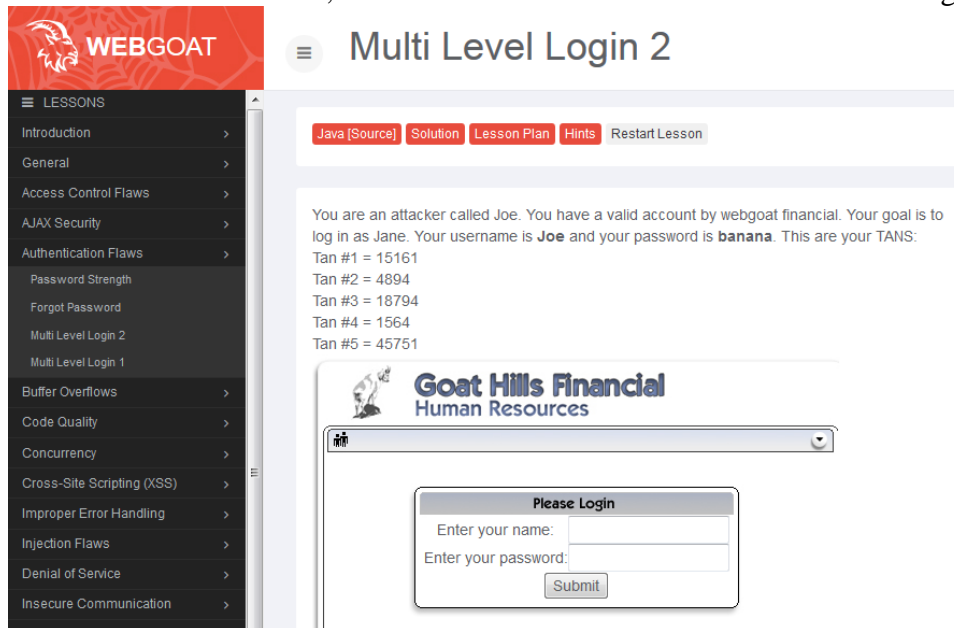 WEBGOAT
Multi Level Login 2
LESSONS
Introduction
General
Access Control Flaws
AJAX Security
Authentication Flaws
Password Strength
Forgot Password
Multi Level Login 2
Multi Level Login 1
Buffer Overflows
Code Quality
Concurrency
Cross-Site Scripting (XSS)
Improper Error Handling
Injection Flaws
Denial of Service
Insecure Communication
Java [Source] Solution Lesson Plan Hints Restart Lesson
You are an attacker called Joe. You have a valid account by webgoat financial. Your goal is to
log in as Jane. Your username is Joe and your password is banana. This are your TANS:
Tan #1 = 15161
Tan #2 = 4894
Tan #3 = 18794
Tan #4 = 1564
Tan #5 = 45751
Goat Hills Financial
Human Resources
Please Login
Enter your name:
Enter your password:
Submit